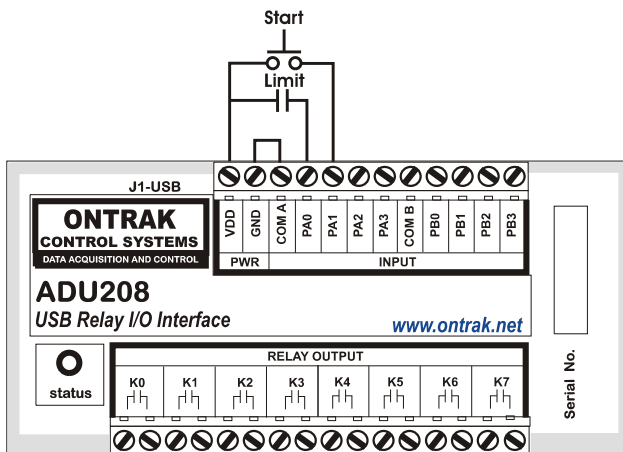 Start
Limit
J1-USB
ONTRAK
CONTROL SYSTEMS
DATA ACQUISITION AND CONTROL
VDD GND COM A PA0 PA1 PA2 PA3 COM B PB0 PB1 PB2 PB3
PWR INPUT
ADU208
USB Relay I/O Interface
www.ontrak.net
Serial No.
status
RELAY OUTPUT
K0 K1 K2 K3 K4 K5 K6 K7